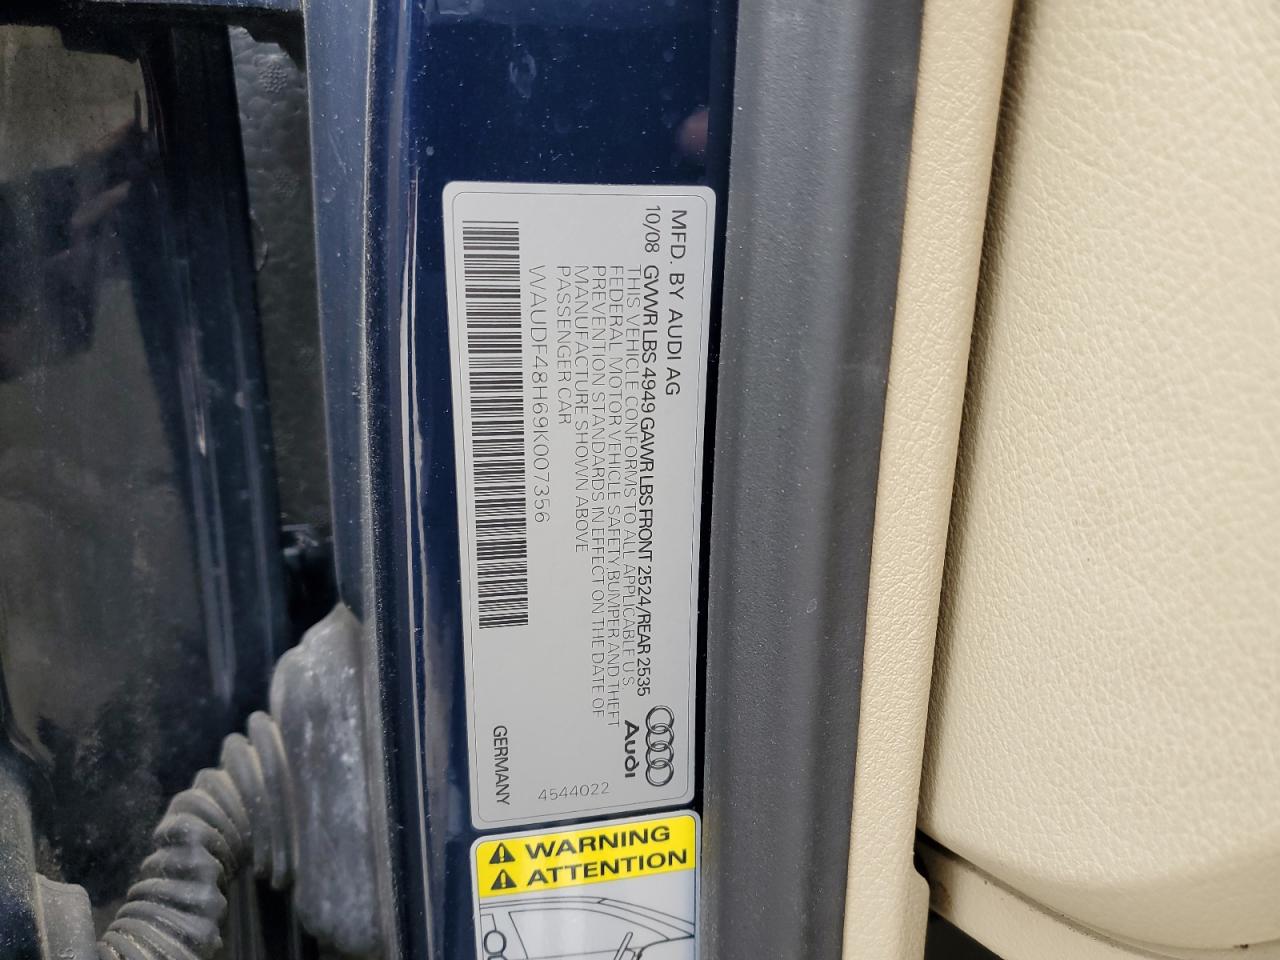 MFD. BY AUDI AG
10/08 GVWR LBS 4949 GAWR LBS FRONT 2524/REAR 2535
THIS VEHICLE CONFORMS TO ALL APPLICABLE U.S.
FEDERAL MOTOR VEHICLE SAFETY, BUMPER AND THEFT
PREVENTION STANDARDS IN EFFECT ON THE DATE OF
MANUFACTURE SHOWN ABOVE
PASSENGER CAR
WAUDF48H69K007356
Audi
4544022
GERMANY
WARNING
ATTENTION